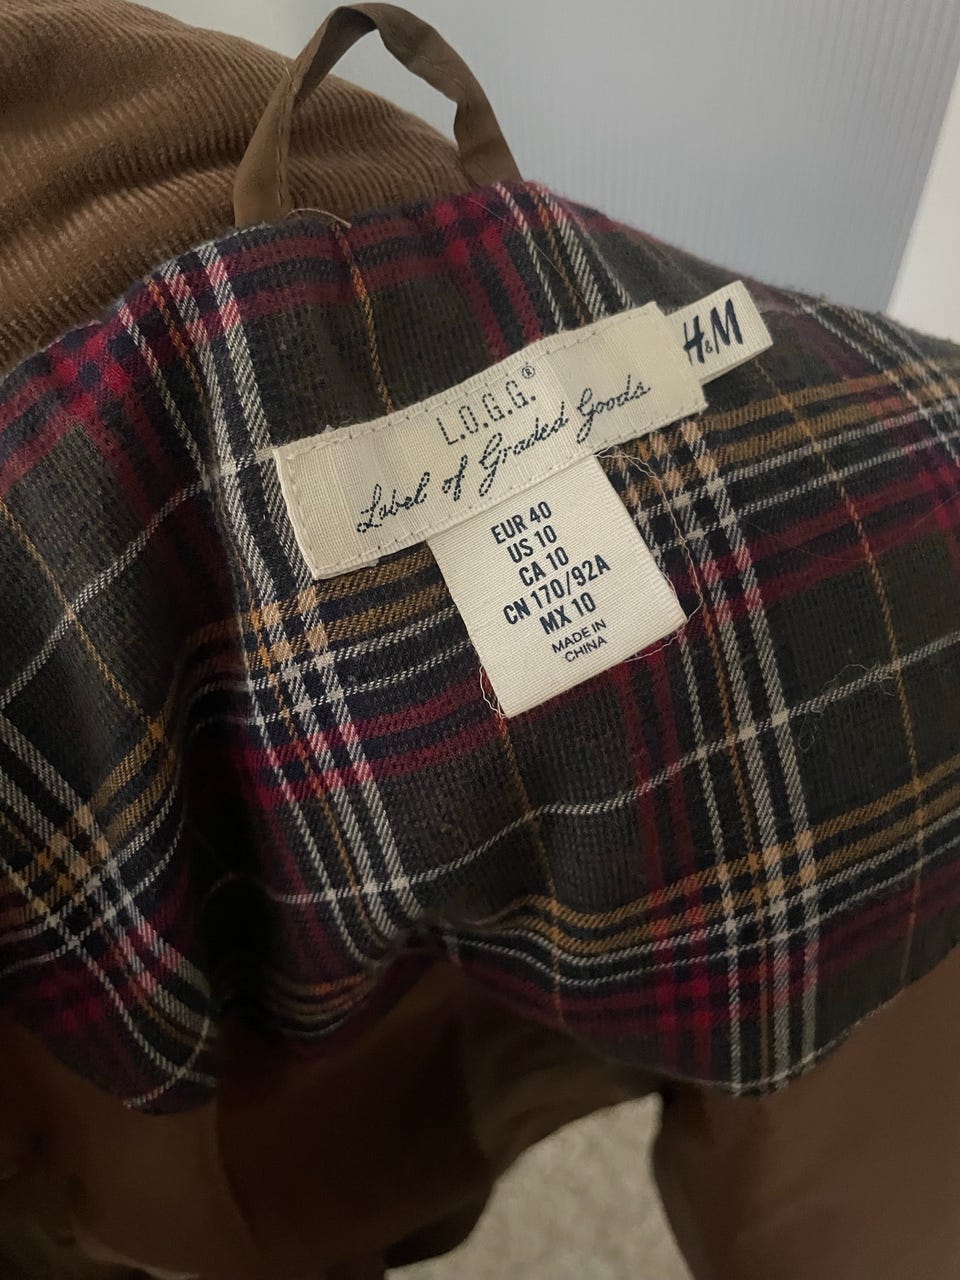 H&M
L.O.G.G.®
Label of Graded Goods
EUR 40
US 10
CA 10
CN 170/92A
MX 10
MADE IN
CHINA